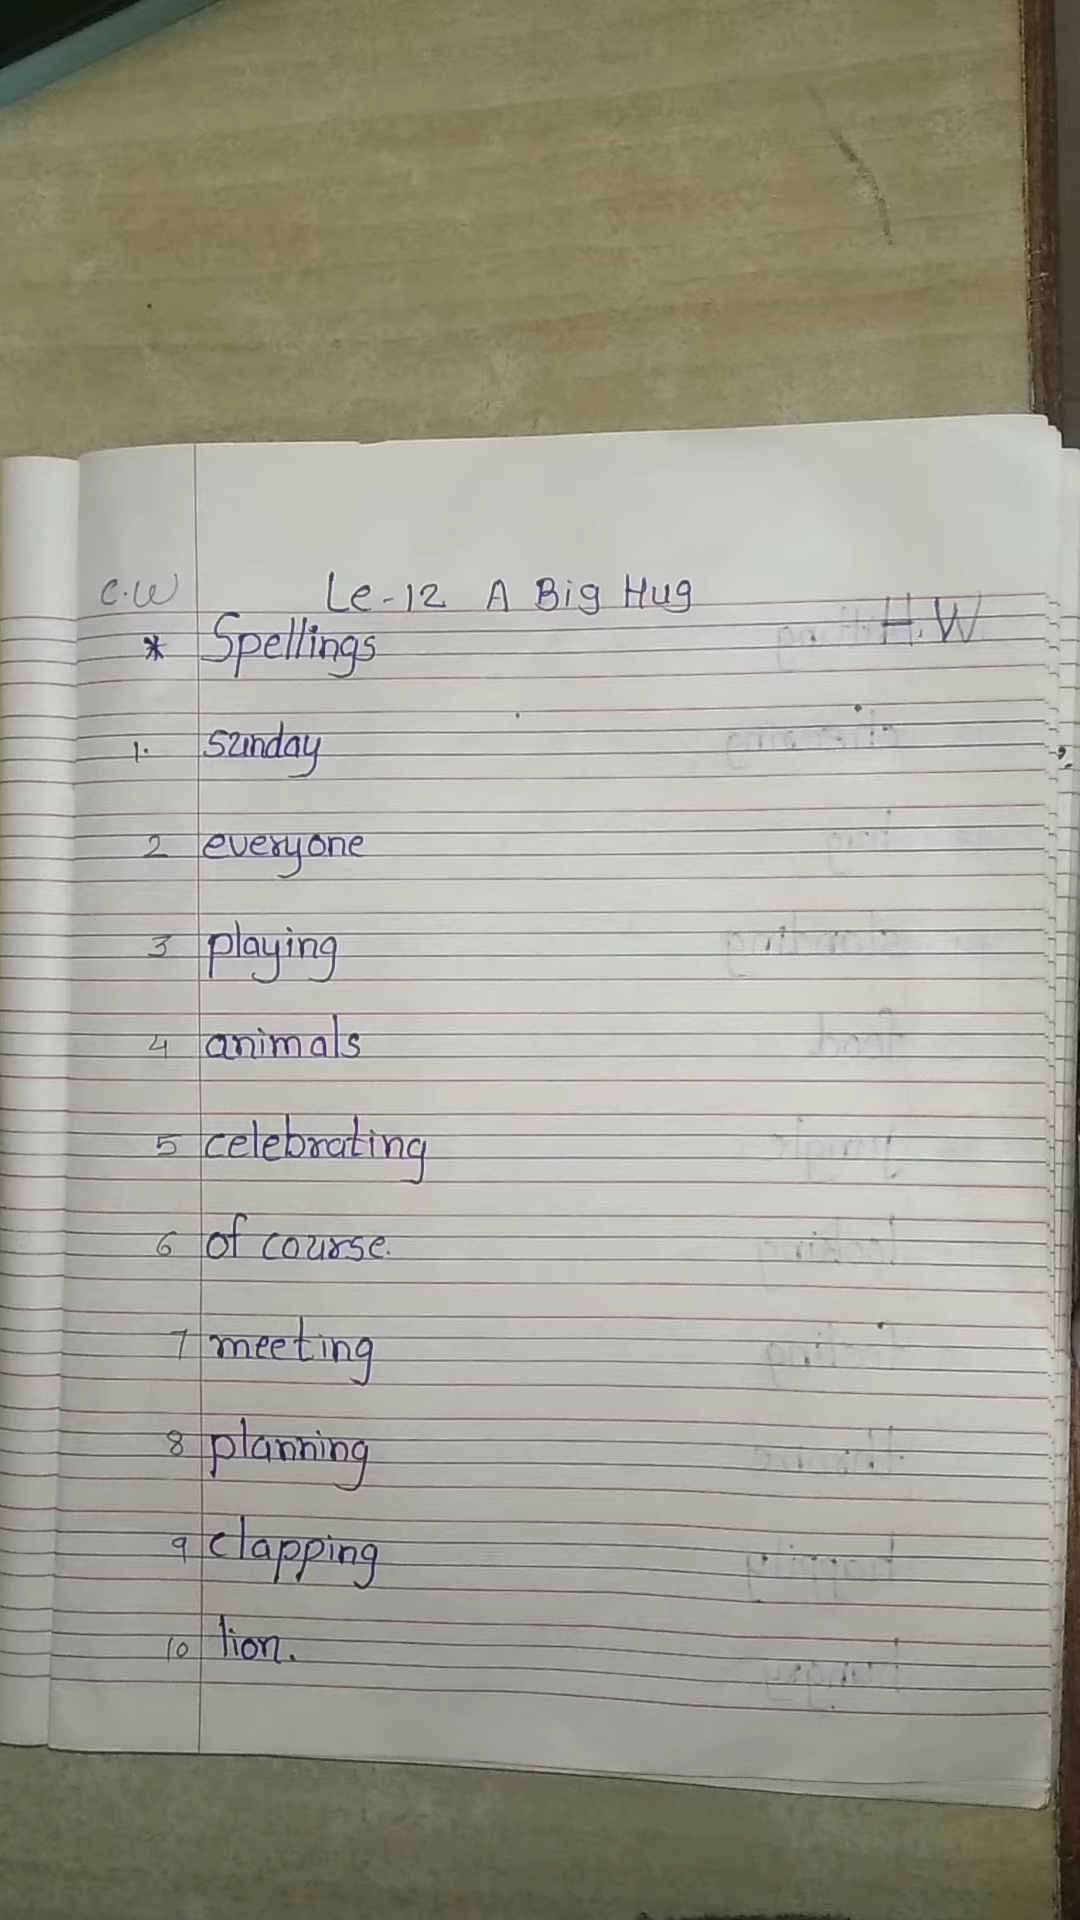 C.W
Le-12 A Big Hug
H.W
* Spellings
1. sunday
2 everyone
3 playing
4 animals
5 celebrating
6 of course.
7 meeting
8 planning
9 clapping
10 lion.